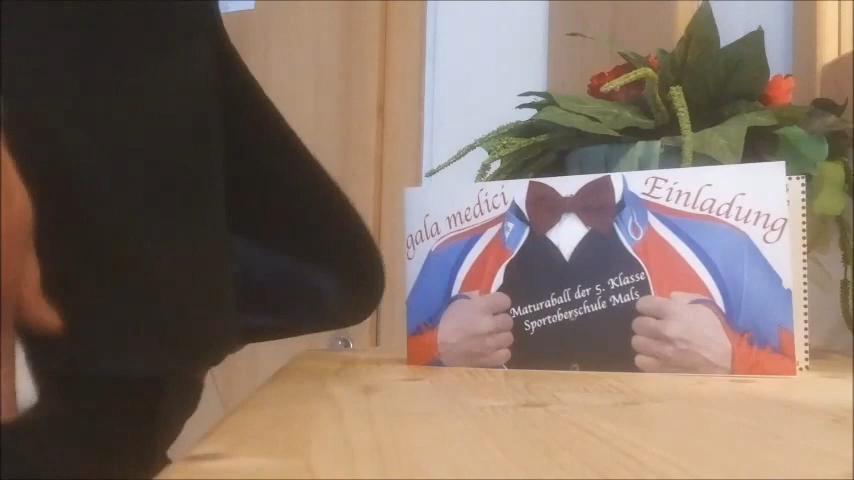 gala medici
Einladung
Maturaball der 5. Klasse
Sportoberschule Mals